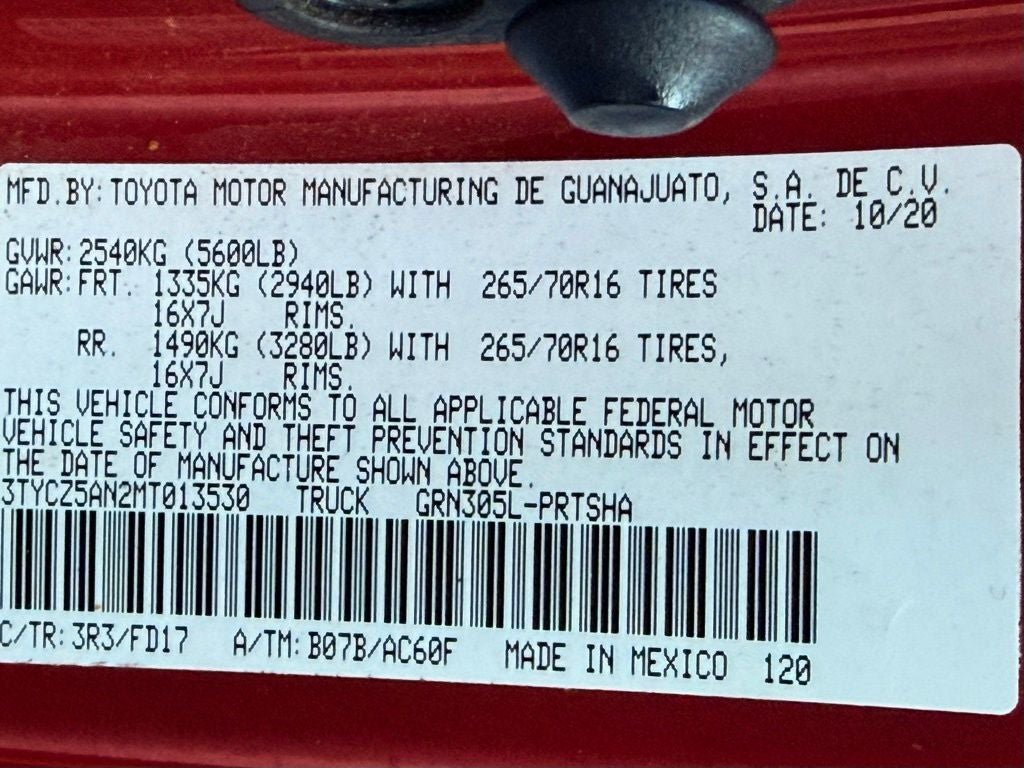 MFD.BY: TOYOTA MOTOR MANUFACTURING DE GUANAJUATO, S.A. DE C.V.
DATE: 10/20
GVWR: 2540KG (5600LB)
GAWR: FRT. 1335KG (2940LB) WITH 265/70R16 TIRES
16X7J RIMS.
RR. 1490KG (3280LB) WITH 265/70R16 TIRES,
16X7J RIMS.
THIS VEHICLE CONFORMS TO ALL APPLICABLE FEDERAL MOTOR
VEHICLE SAFETY AND THEFT PREVENTION STANDARDS IN EFFECT ON
THE DATE OF MANUFACTURE SHOWN ABOVE.
3TYCZ5AN2MT013530 TRUCK GRN305L-PRTSHA
C/TR: 3R3/FD17 A/TM: B07B/AC60F MADE IN MEXICO 120